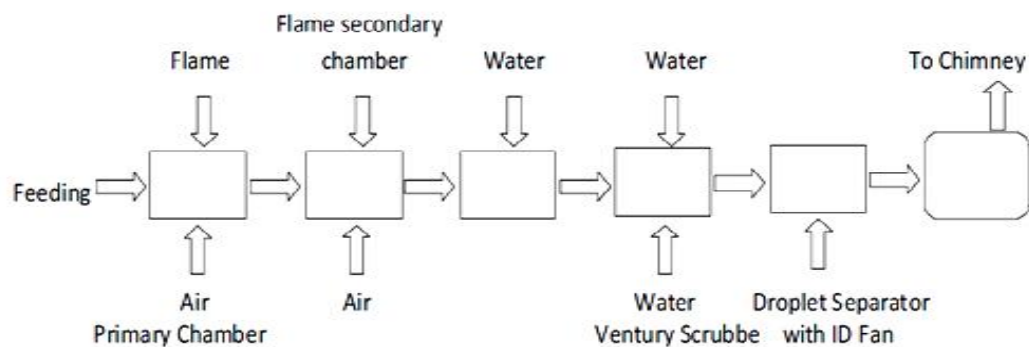 Flame secondary
Flame chamber Water Water To Chimney
Feeding
Air Air Water Droplet Separator
Primary Chamber Ventury Scrubbe with ID Fan